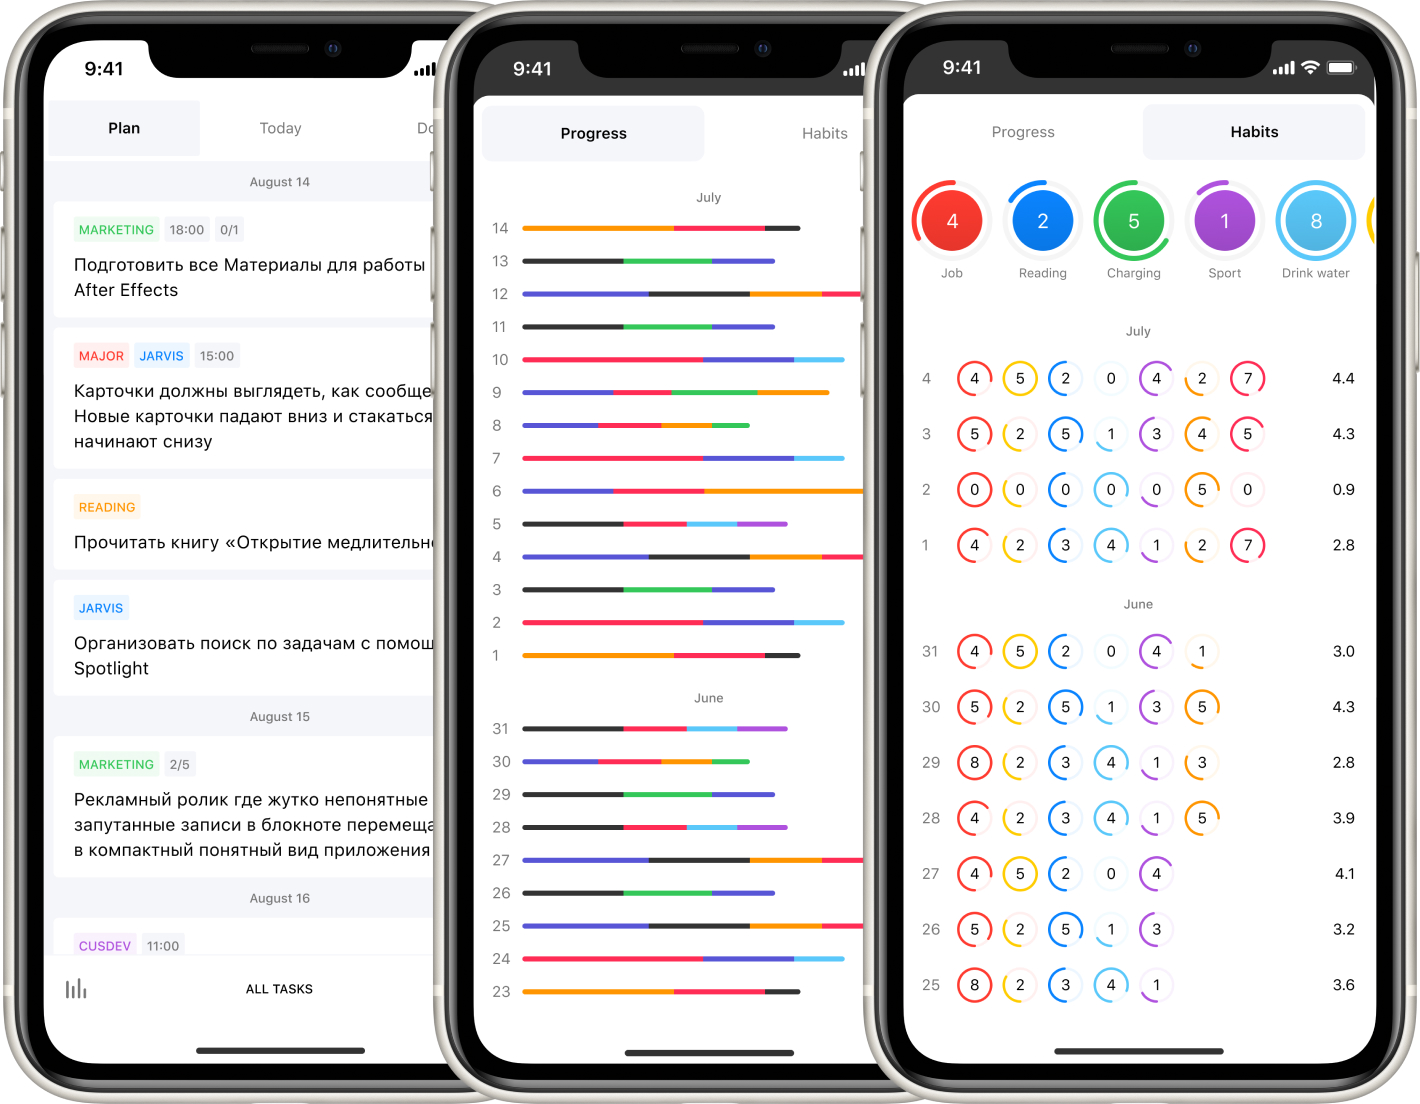 9:41
Plan Today
August 14
MARKETING 18:00 0/1
Подготовить все Материалы для работы
After Effects
MAJOR JARVIS 15:00
Карточки должны выглядеть, как
Новые карточки падают вниз и стакаться
начинают снизу
READING
Прочитать книгу «Открытие
JARVIS
Организовать поиск по задачам с
Spotlight
August 15
MARKETING 2/5
Рекламный ролик где жутко непонятные
запутанные записи в блокноте
в компактный понятный вид приложения
August 16
CUSDEV 11:00
ALL TASKS
9:41
Progress Habits
July
14
13
12
11
10
9
8
7
6
5
4
3
2
1
June
31
30
29
28
27
26
25
24
23
9:41
Progress Habits
4 2 5 1 8
Job Reading Charging Sport Drink water
July
4 4 5 2 0 4 2 7 4.4
3 5 2 5 1 3 4 5 4.3
2 0 0 0 0 0 5 0 0.9
1 4 2 3 4 1 2 7 2.8
June
31 4 5 2 0 4 1 3.0
30 5 2 5 1 3 5 4.3
29 8 2 3 4 1 3 2.8
28 4 2 3 4 1 5 3.9
27 4 5 2 0 4 4.1
26 5 2 5 1 3 3.2
25 8 2 3 4 1 3.6